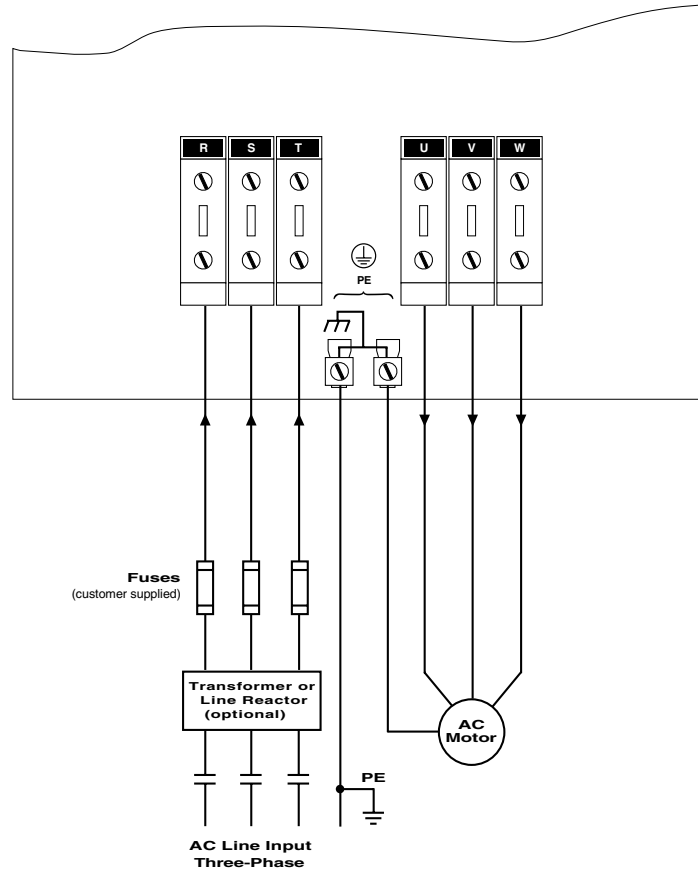 R S T U V W
PE
Fuses
(customer supplied)
Transformer or
Line Reactor
(optional)
AC
Motor
PE
AC Line Input
Three-Phase